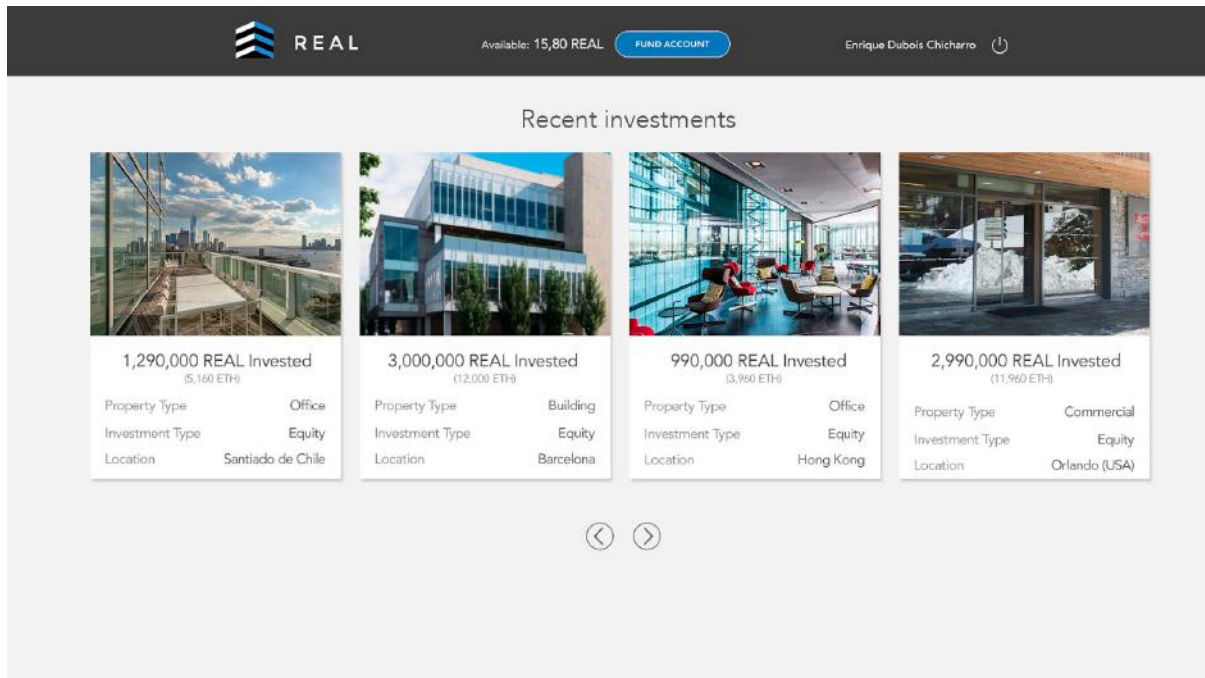 REAL
Available: 15,80 REAL FUND ACCOUNT
Enrique Dubois Chicharro
Recent investments
1,290,000 REAL Invested
(5,160 ETH)
Property Type Office
Investment Type Equity
Location Santiado de Chile
3,000,000 REAL Invested
(12,000 ETH)
Property Type Building
Investment Type Equity
Location Barcelona
990,000 REAL Invested
(3,960 ETH)
Property Type Office
Investment Type Equity
Location Hong Kong
2,990,000 REAL Invested
(11,960 ETH)
Property Type Commercial
Investment Type Equity
Location Orlando (USA)